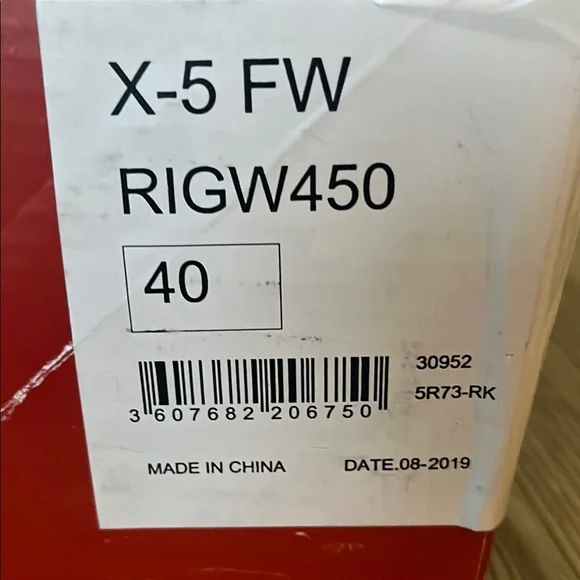 X-5 FW
RIGW450
40
30952
5R73-RK
3 607682 206750
MADE IN CHINA
DATE.08-2019